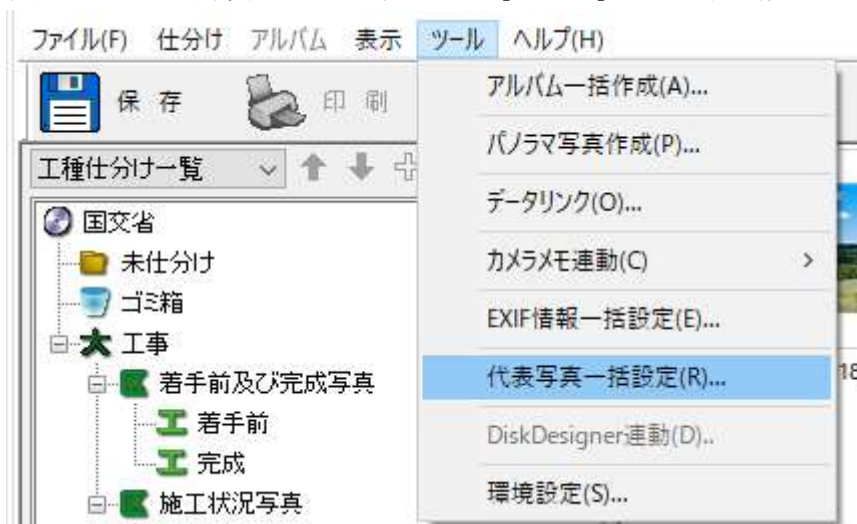 ファイル(F) 仕分け アルバム 表示 ツール ヘルプ(H)
保 存 印 刷
工種仕分け一覧
国交省
未仕分け
ゴミ箱
工事
着手前及び完成写真
着手前
完成
施工状況写真
アルバム一括作成(A)...
パノラマ写真作成(P)...
データリンク(O)...
カメラメモ連動(C)
EXIF情報一括設定(E)...
代表写真一括設定(R)...
DiskDesigner連動(D)..
環境設定(S)...
18